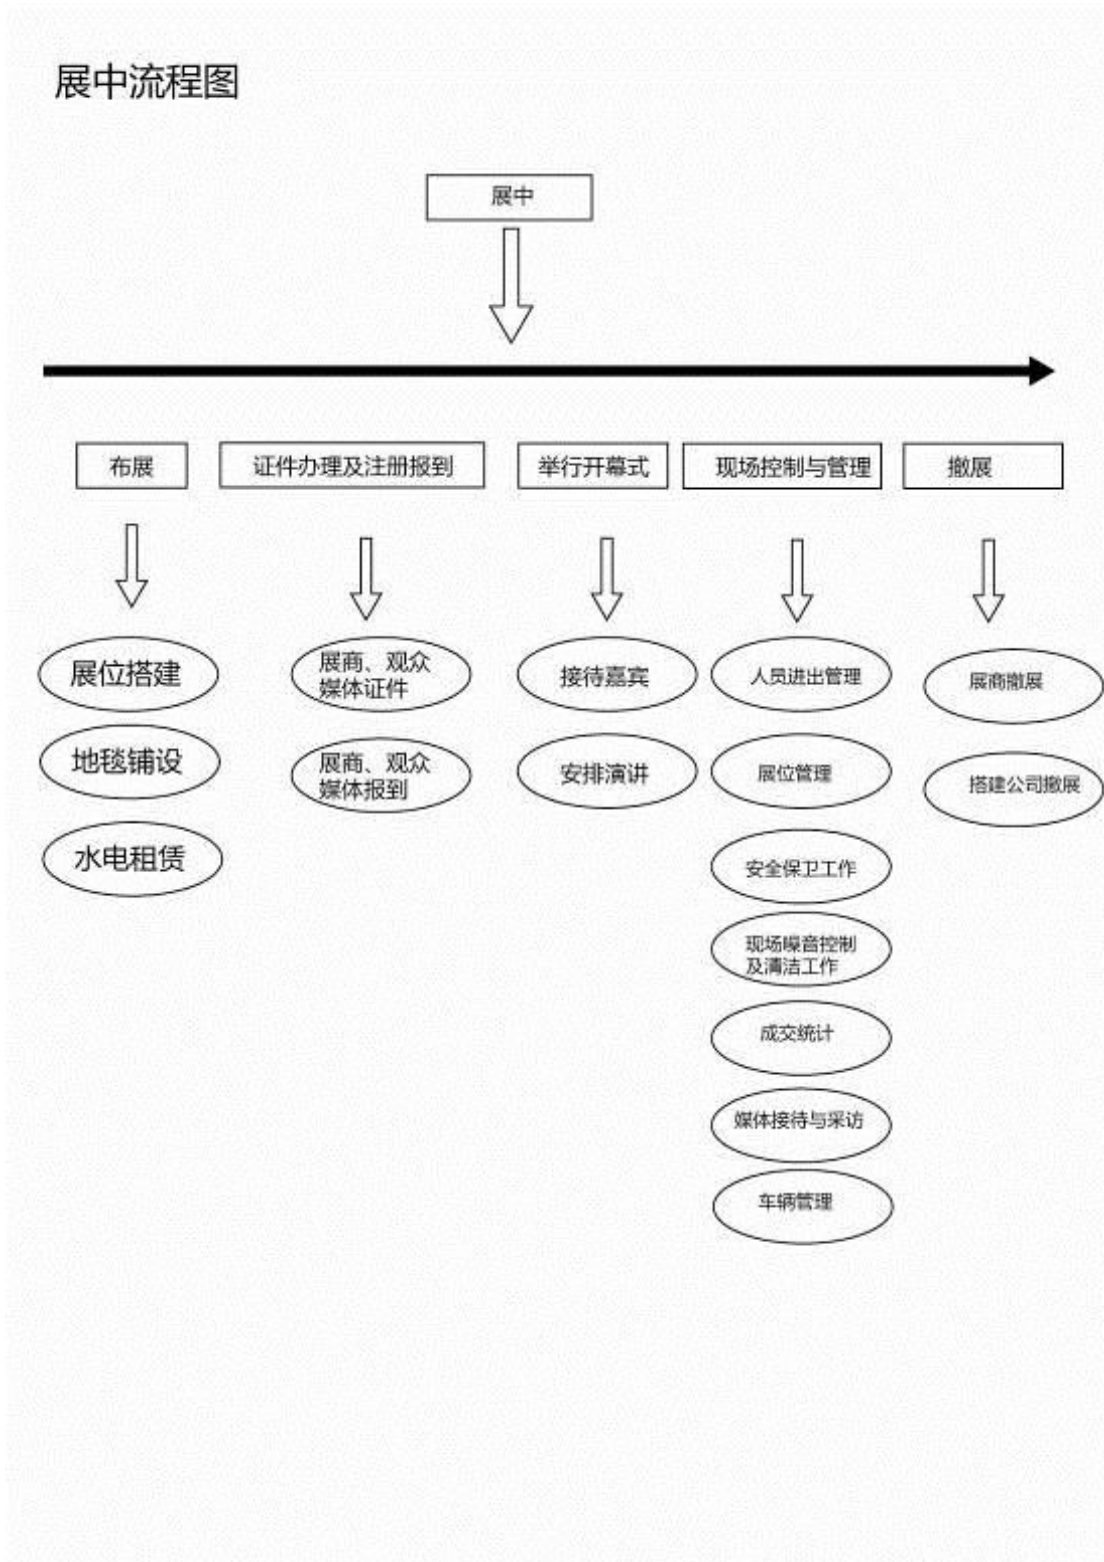 展中流程图
展中
布展
证件办理及注册报到
举行开幕式
现场控制与管理
撤展
展位搭建
地毯铺设
水电租赁
展商、观众
媒体证件
展商、观众
媒体报到
接待嘉宾
安排演讲
人员进出管理
展位管理
安全保卫工作
现场噪音控制
及清洁工作
成交统计
媒体接待与采访
车辆管理
展商撤展
搭建公司撤展